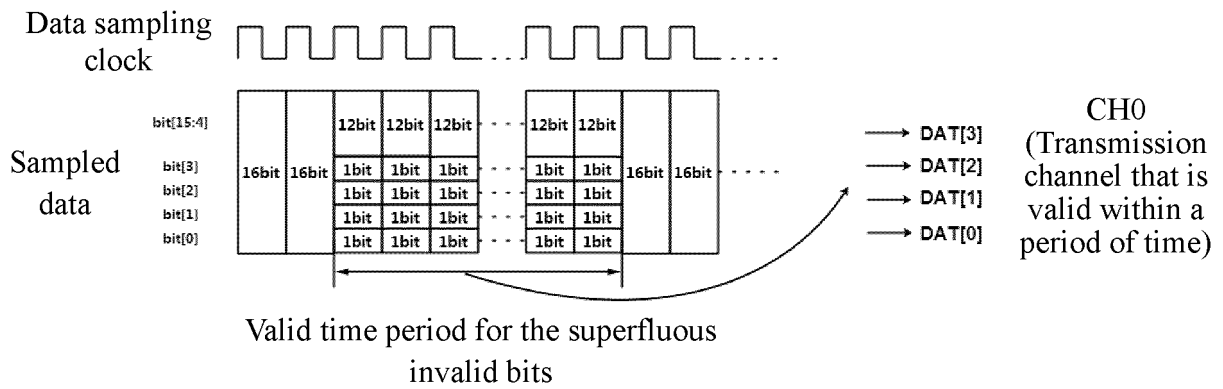 Data sampling
clock
bit[15:4]
12bit 12bit 12bit 12bit 12bit
Sampled
data
bit[3]
bit[2]
bit[1]
bit[0]
16bit 16bit 1bit 1bit 1bit 1bit 1bit 16bit 16bit
1bit 1bit 1bit 1bit 1bit
1bit 1bit 1bit 1bit 1bit
1bit 1bit 1bit 1bit 1bit
Valid time period for the superfluous
invalid bits
DAT[3]
DAT[2]
DAT[1]
DAT[0]
CH0
(Transmission
channel that is
valid within a
period of time)